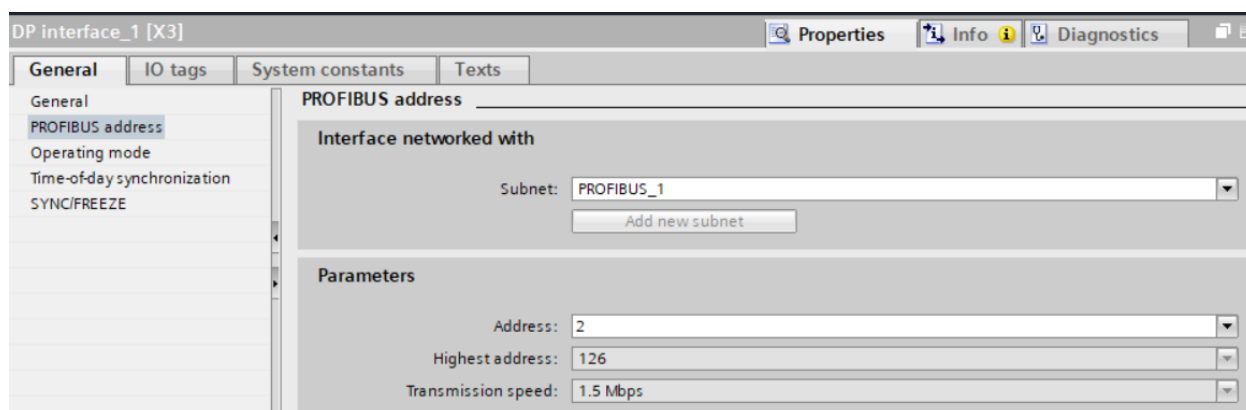 DP interface_1 [X3]
Properties
Info
Diagnostics
General
IO tags
System constants
Texts
General
PROFIBUS address
Operating mode
Time-of-day synchronization
SYNC/FREEZE
PROFIBUS address
Interface networked with
Subnet: PROFIBUS_1
Add new subnet
Parameters
Address: 2
Highest address: 126
Transmission speed: 1.5 Mbps